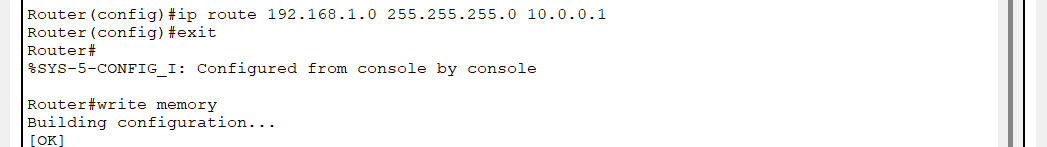 Router(config)#ip route 192.168.1.0 255.255.255.0 10.0.0.1
Router(config)#exit
Router#
%SYS-5-CONFIG_I: Configured from console by console
Router#write memory
Building configuration...
[OK]